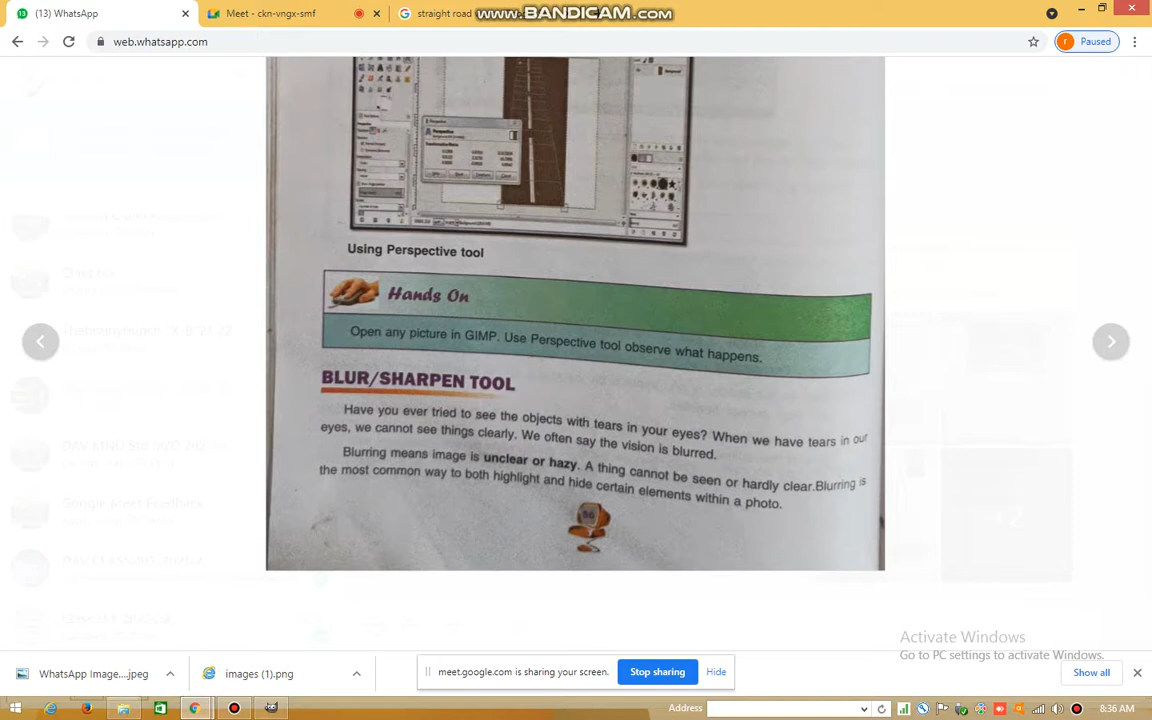 (13) WhatsApp
Meet - ckn-vngx-smf
straight road
www.BANDICAM.com
web.whatsapp.com
Paused
Using Perspective tool
Hands On
Open any picture in GIMP. Use Perspective tool observe what happens.
BLUR/SHARPEN TOOL
Have you ever tried to see the objects with tears in your eyes? When we have tears in our
eyes, we cannot see things clearly. We often say the vision is blurred.
Blurring means image is unclear or hazy. A thing cannot be seen or hardly clear.Blurring is
the most common way to both highlight and hide certain elements within a photo.
Google Meet Feedback
Activate Windows
Go to PC settings to activate Windows.
WhatsApp Image....jpeg
images (1).png
meet.google.com is sharing your screen.
Stop sharing
Hide
Show all
Address
8:36 AM